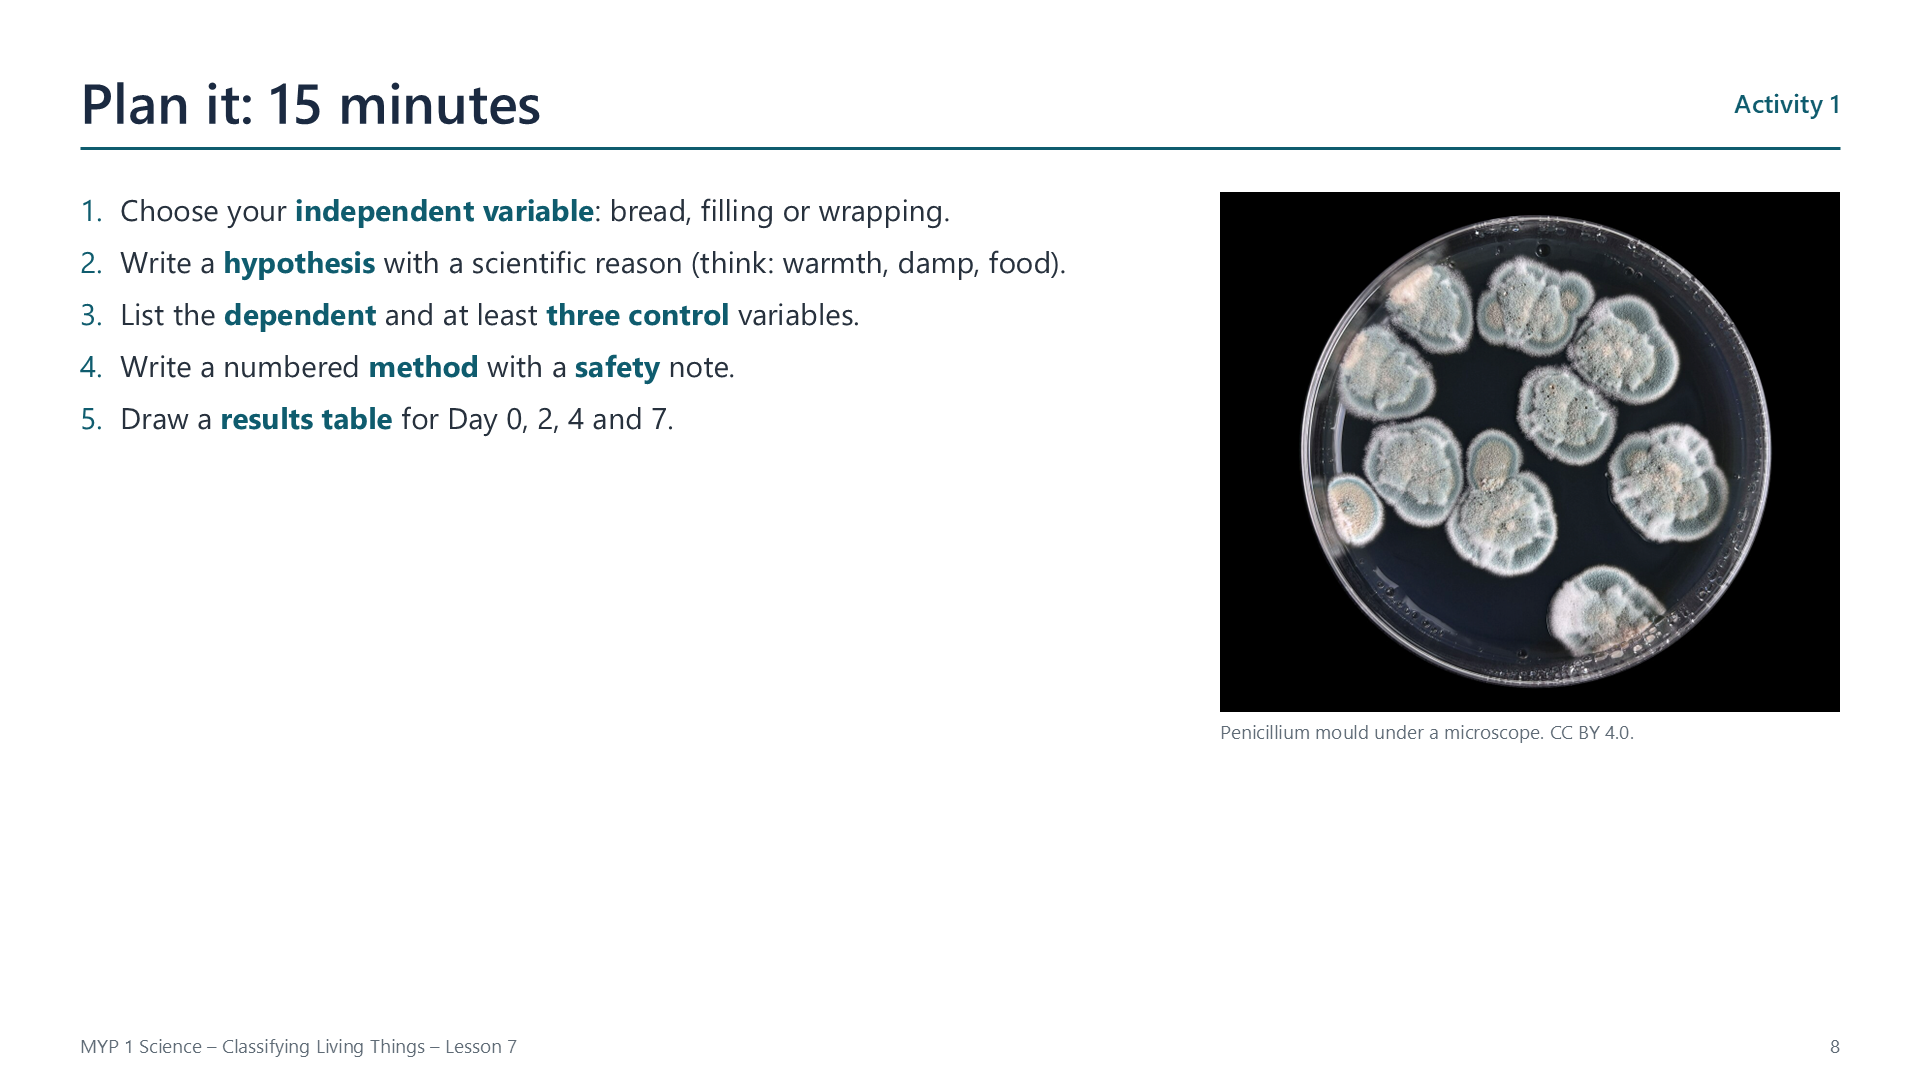 Plan it: 15 minutes
Activity 1
1. Choose your independent variable: bread, filling or wrapping.
2. Write a hypothesis with a scientific reason (think: warmth, damp, food).
3. List the dependent and at least three control variables.
4. Write a numbered method with a safety note.
5. Draw a results table for Day 0, 2, 4 and 7.
Penicillium mould under a microscope. CC BY 4.0.
MYP 1 Science – Classifying Living Things – Lesson 7
8